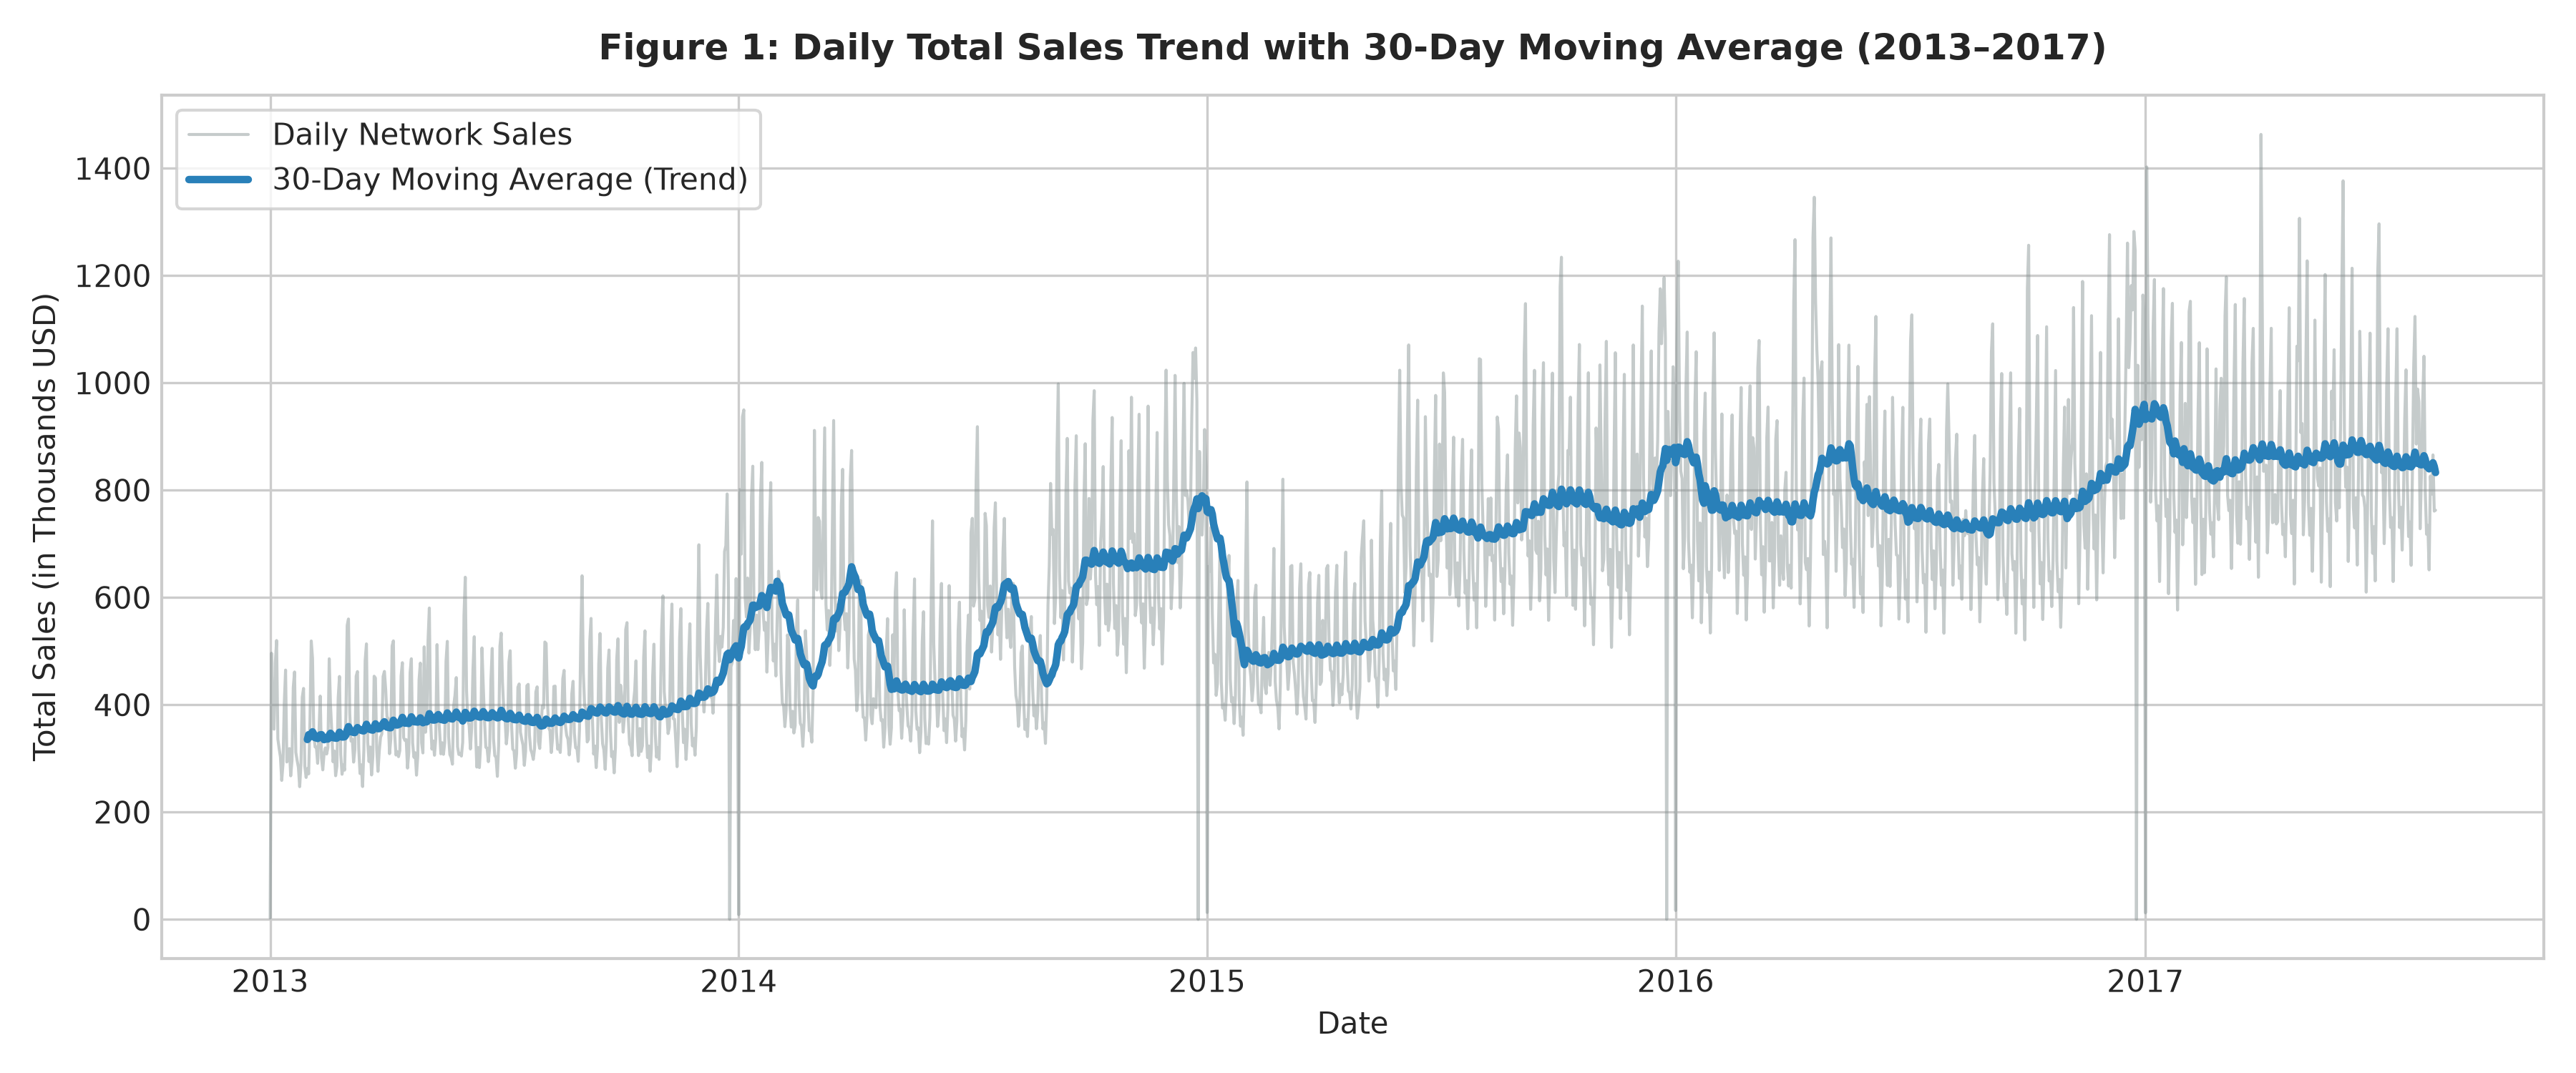 Figure 1: Daily Total Sales Trend with 30-Day Moving Average (2013–2017)
Daily Network Sales
30-Day Moving Average (Trend)
Total Sales (in Thousands USD)
1400
1200
1000
800
600
400
200
0
2013 2014 2015 2016 2017
Date